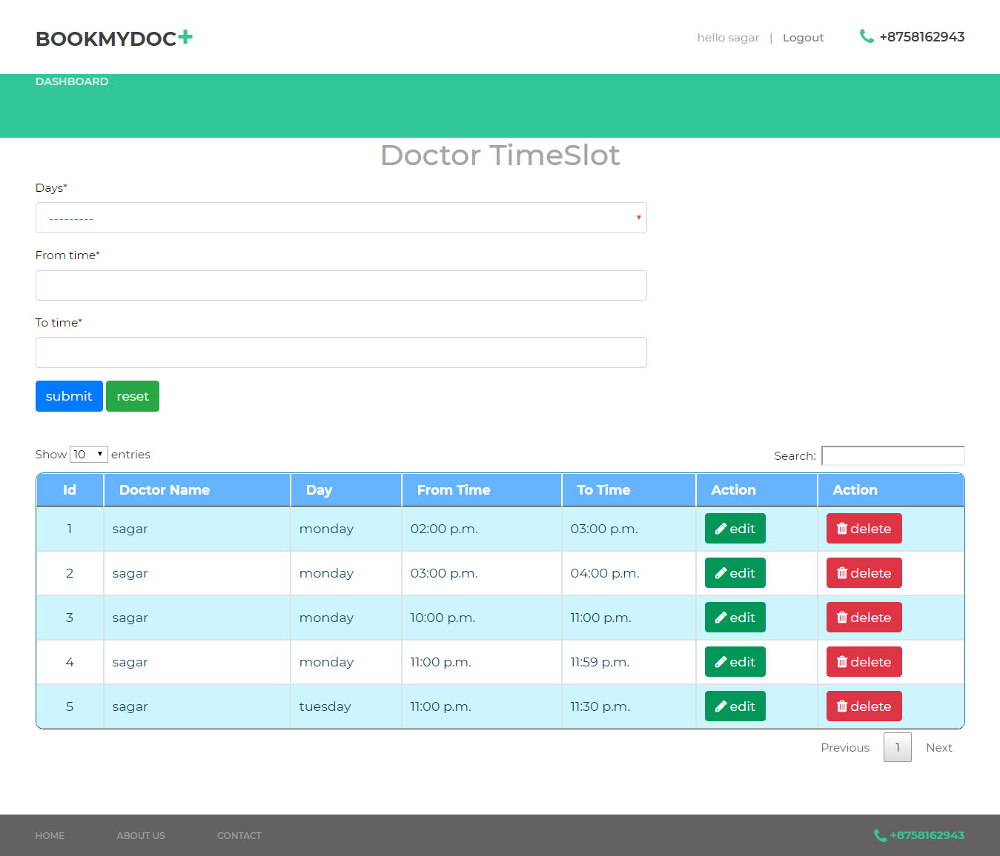 BOOKMYDOC+
hello sagar | Logout +8758162943
DASHBOARD
Doctor TimeSlot
Days*
---------
From time*
To time*
submit reset
Show 10 entries Search:
Id Doctor Name Day From Time To Time Action Action
1 sagar monday 02:00 p.m. 03:00 p.m. edit delete
2 sagar monday 03:00 p.m. 04:00 p.m. edit delete
3 sagar monday 10:00 p.m. 11:00 p.m. edit delete
4 sagar monday 11:00 p.m. 11:59 p.m. edit delete
5 sagar tuesday 11:00 p.m. 11:30 p.m. edit delete
Previous 1 Next
HOME ABOUT US CONTACT +8758162943